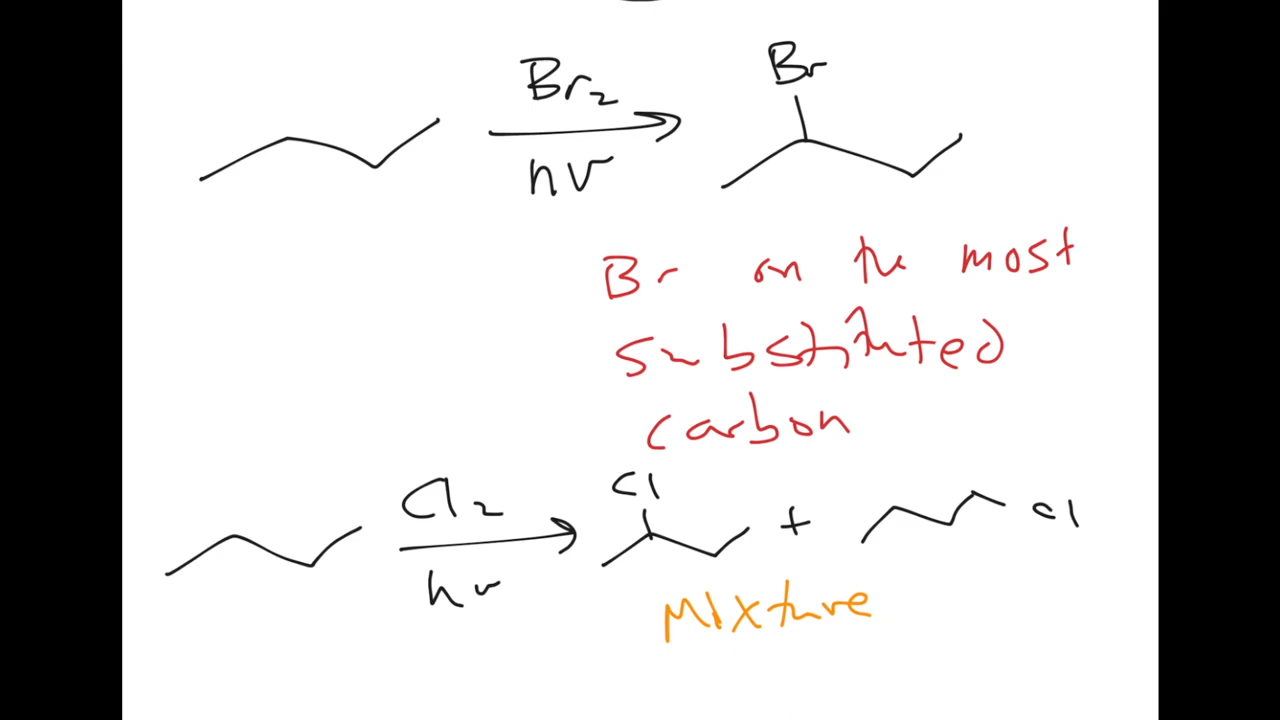 Br
Br2
hv
Br on the most
substituted
carbon
Cl
Cl2
+
Cl
hv
Mixture